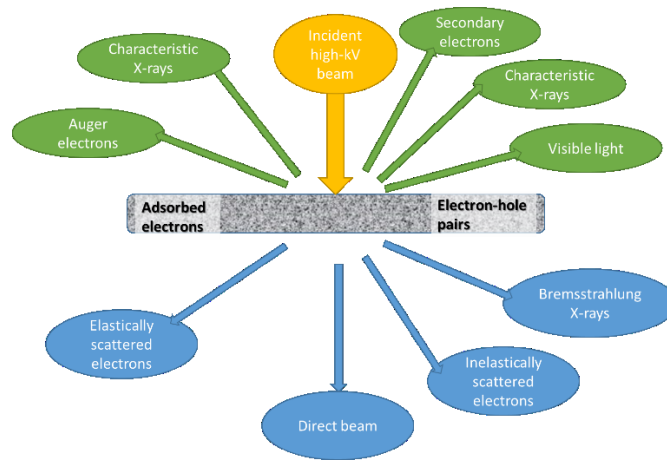 Incident
high-kV
beam
Secondary
electrons
Characteristic
X-rays
Characteristic
X-rays
Auger
electrons
Visible light
Adsorbed
electrons
Electron-hole
pairs
Bremsstrahlung
X-rays
Elastically
scattered
electrons
Inelastically
scattered
electrons
Direct beam